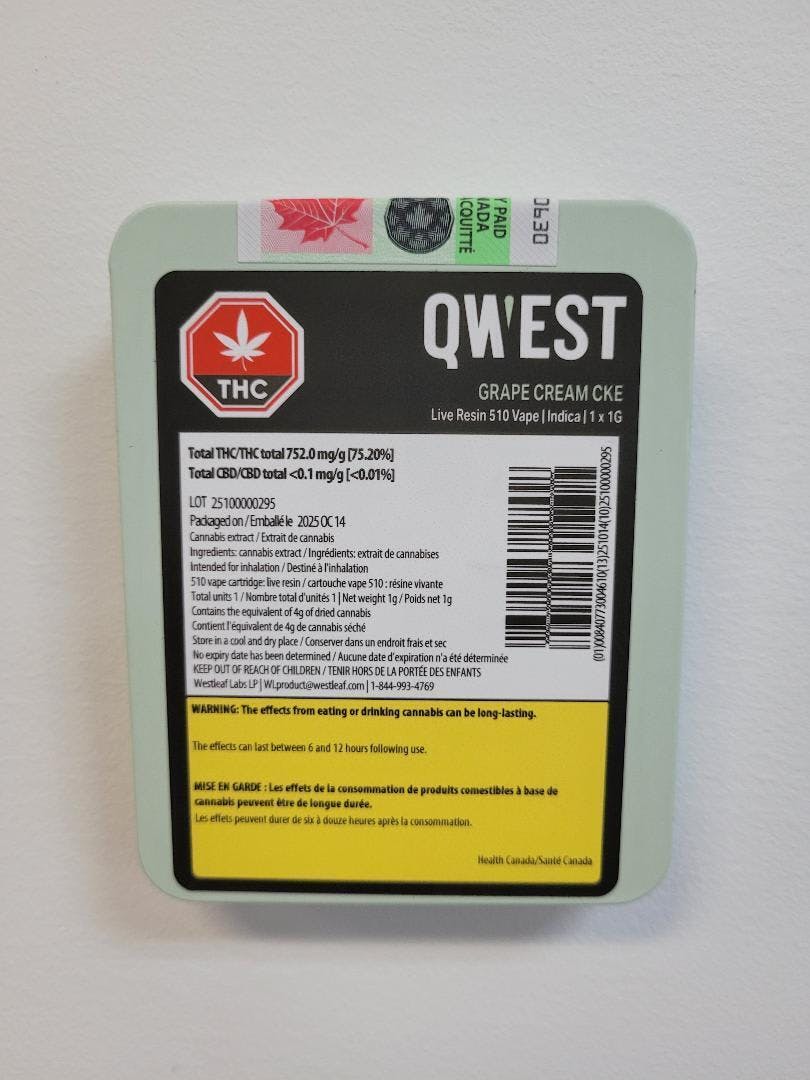 Y PAID
NADA
ACQUITTÉ
0630
THC
QWEST
GRAPE CREAM CKE
Live Resin 510 Vape | Indica | 1 x 1G
Total THC/THC total 752.0 mg/g [75.20%]
Total CBD/CBD total <0.1 mg/g [<0.01%]
LOT 25100000295
Packaged on / Emballé le 2025 OC 14
Cannabis extract / Extrait de cannabis
Ingredients: cannabis extract / Ingrédients: extrait de cannabises
Intended for inhalation / Destiné à l'inhalation
510 vape cartridge: live resin / cartouche vape 510 : résine vivante
Total units 1 / Nombre total d'unités 1 | Net weight 1g / Poids net 1g
Contains the equivalent of 4g of dried cannabis
Contient l'équivalent de 4g de cannabis séché
Store in a cool and dry place / Conserver dans un endroit frais et sec
No expiry date has been determined / Aucune date d'expiration n'a été déterminée
KEEP OUT OF REACH OF CHILDREN / TENIR HORS DE LA PORTÉE DES ENFANTS
Westleaf Labs LP | WLproduct@westleaf.com | 1-844-993-4769
WARNING: The effects from eating or drinking cannabis can be long-lasting.
The effects can last between 6 and 12 hours following use.
MISE EN GARDE : Les effets de la consommation de produits comestibles à base de
cannabis peuvent être de longue durée.
Les effets peuvent durer de six à douze heures après la consommation.
Health Canada/Santé Canada